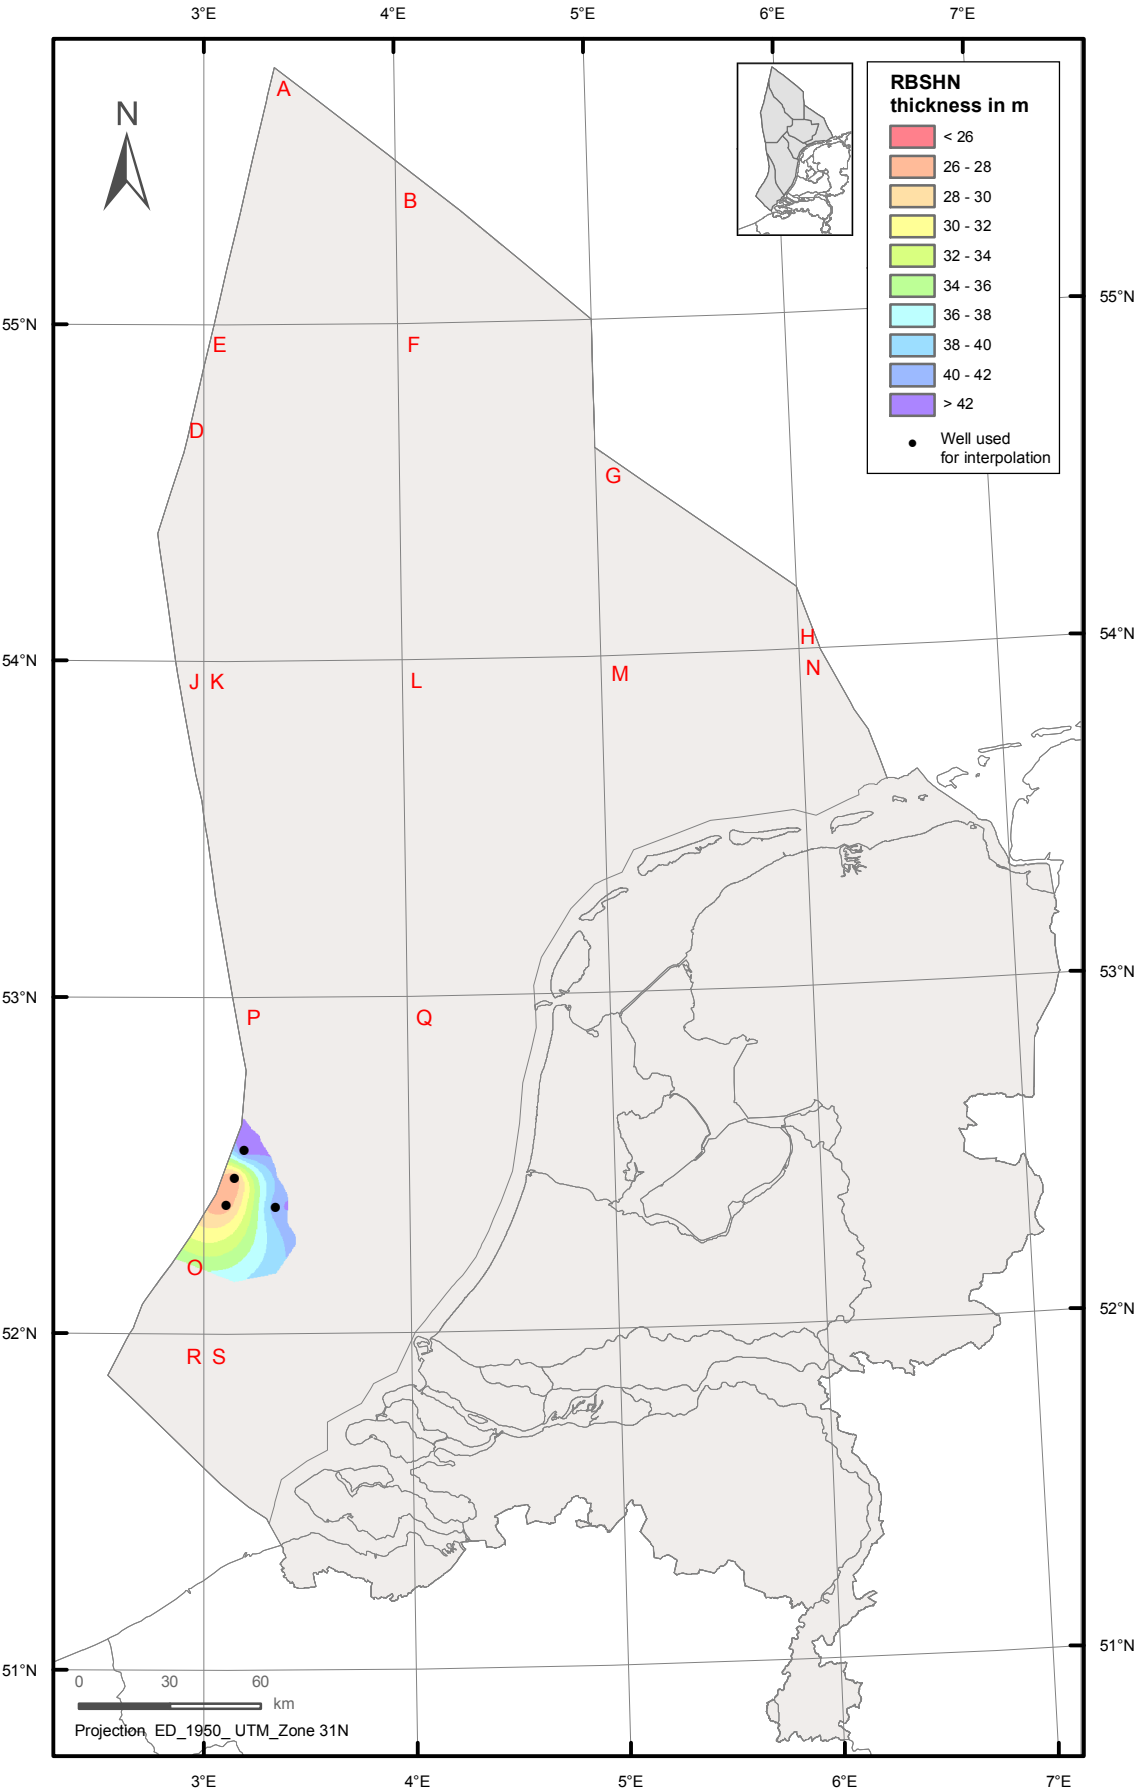 3°E 4°E 5°E 6°E 7°E
A
N
RBSHN
thickness in m
< 26
26 - 28
28 - 30
30 - 32
32 - 34
34 - 36
36 - 38
38 - 40
40 - 42
> 42
Well used
for interpolation
B
55°N 55°N
E F
D
G
H
54°N 54°N
J K L M N
53°N 53°N
P Q
O
52°N 52°N
R S
51°N 51°N
0 30 60
km
Projection ED_1950_ UTM_Zone 31N
3°E 4°E 5°E 6°E 7°E